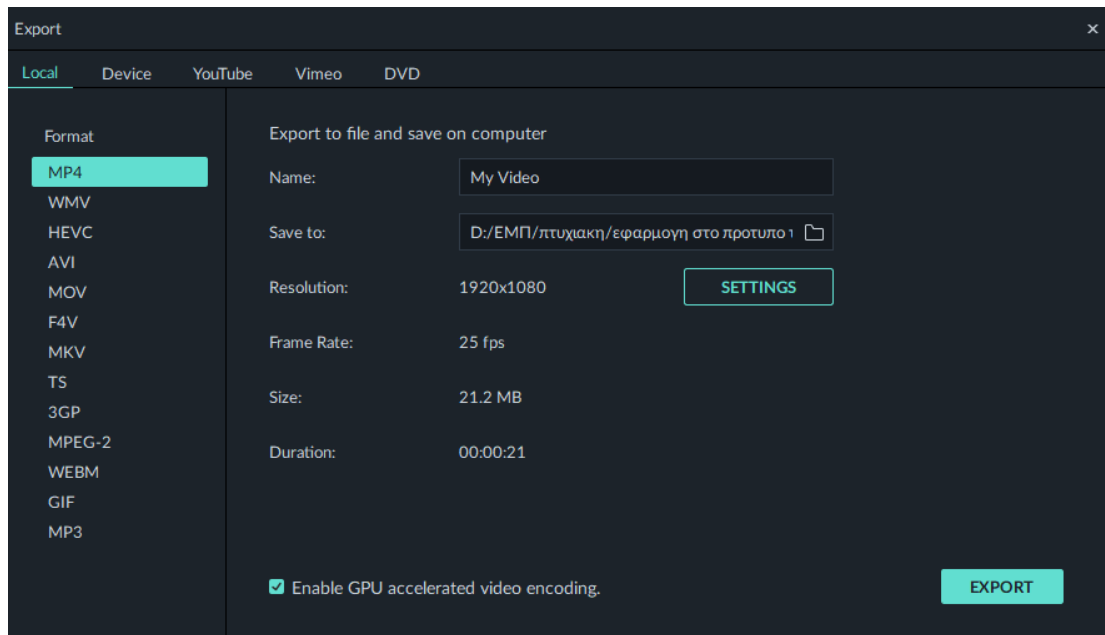 Export
Local Device YouTube Vimeo DVD
Format
MP4
WMV
HEVC
AVI
MOV
F4V
MKV
TS
3GP
MPEG-2
WEBM
GIF
MP3
Export to file and save on computer
Name: My Video
Save to: D:/ΕΜΠ/πτυχιακη/εφαρμογη στο προτυπο
Resolution: 1920x1080 SETTINGS
Frame Rate: 25 fps
Size: 21.2 MB
Duration: 00:00:21
Enable GPU accelerated video encoding.
EXPORT